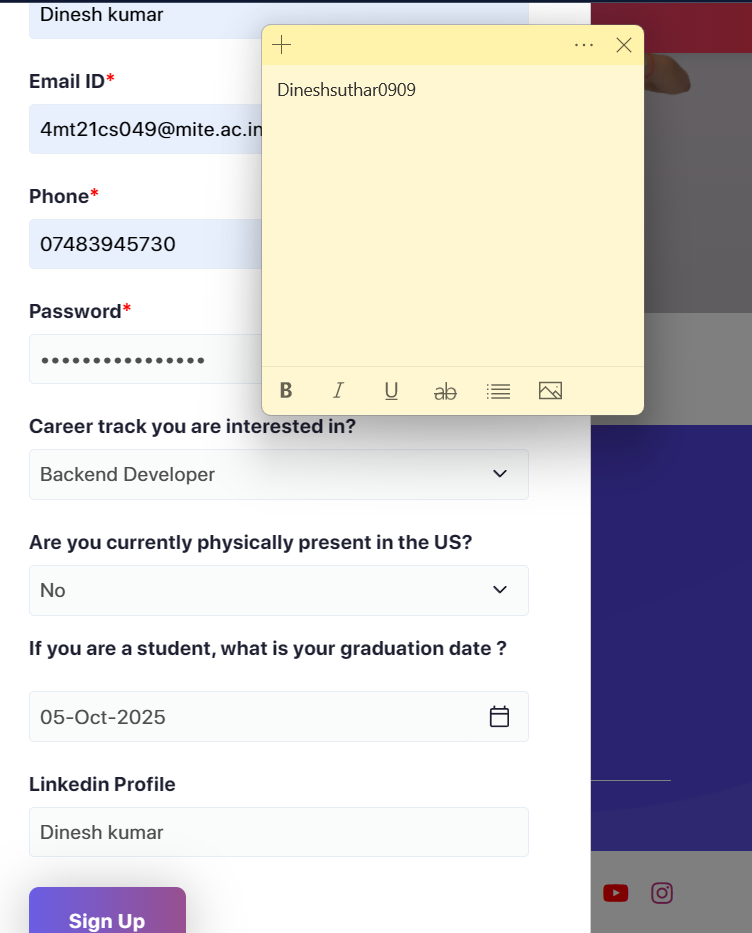 Dinesh kumar
Email ID*
4mt21cs049@mite.ac.in
Dineshsuthar0909
Phone*
07483945730
Password*
••••••••••••••••
B I U ab
Career track you are interested in?
Backend Developer
Are you currently physically present in the US?
No
If you are a student, what is your graduation date ?
05-Oct-2025
Linkedin Profile
Dinesh kumar
Sign Up